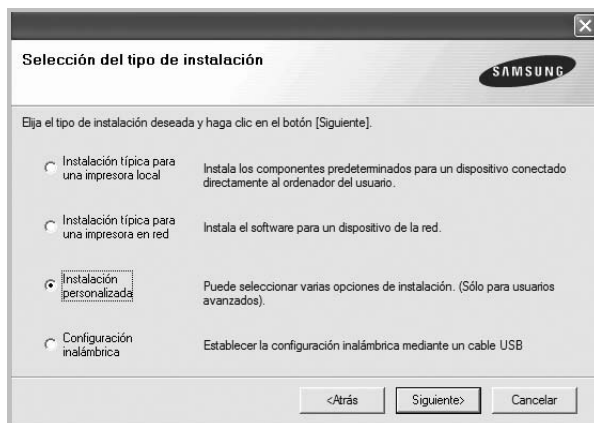 Selección del tipo de instalación
SAMSUNG
Elija el tipo de instalación deseada y haga clic en el botón [Siguiente].
Instalación típica para
una impresora local
Instala los componentes predeterminados para un dispositivo conectado
directamente al ordenador del usuario.
Instalación típica para
una impresora en red
Instala el software para un dispositivo de la red.
Instalación
personalizada
Puede seleccionar varias opciones de instalación. (Sólo para usuarios
avanzados).
Configuración
inalámbrica
Establecer la configuración inalámbrica mediante un cable USB
<Atrás
Siguiente>
Cancelar